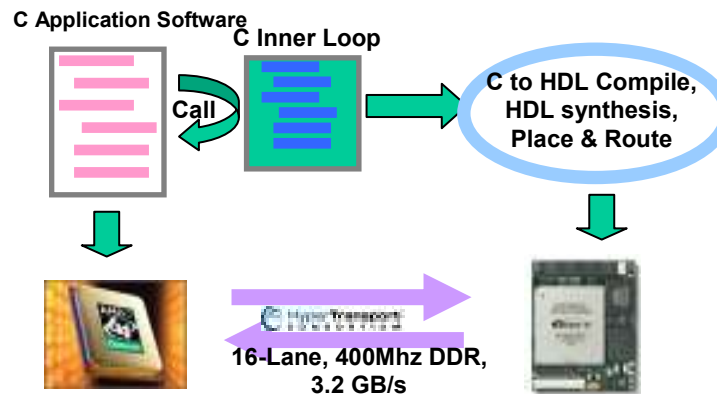 C Application Software
C Inner Loop
Call
C to HDL Compile,
HDL synthesis,
Place & Route
HyperTransport
16-Lane, 400Mhz DDR,
3.2 GB/s